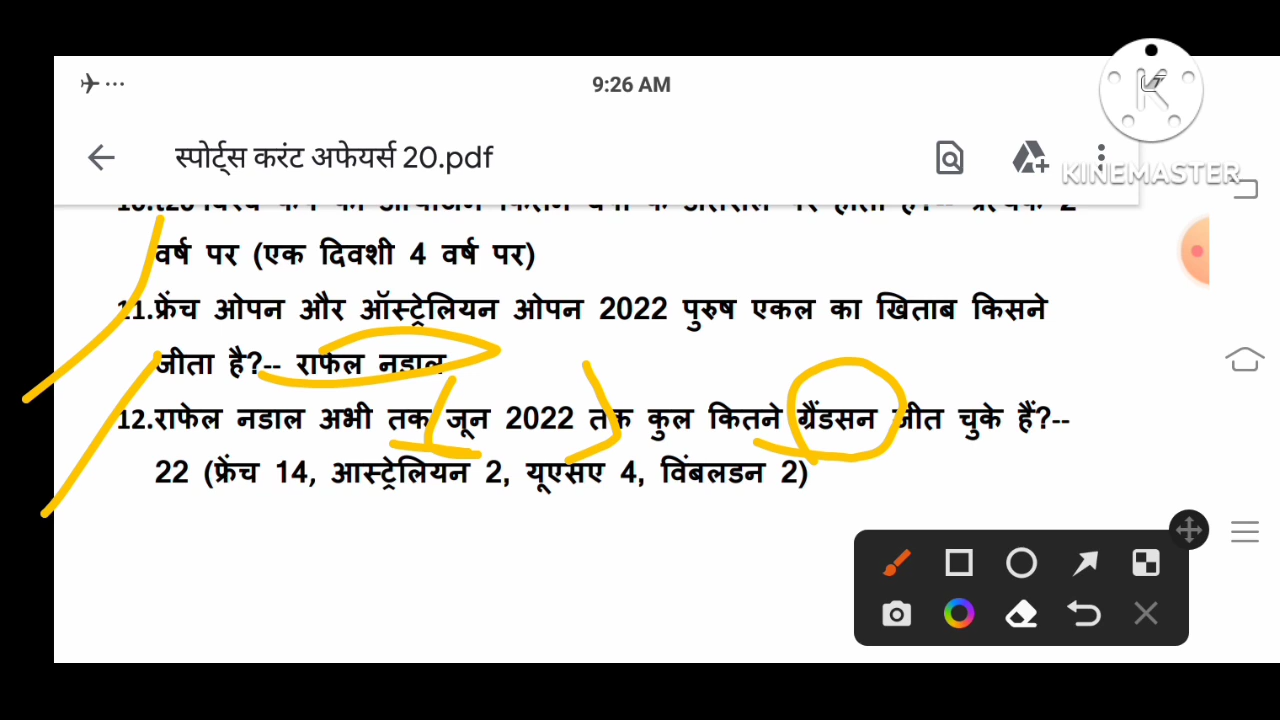 9:26 AM
स्पोर्ट्स करंट अफेयर्स 20.pdf
KINEMASTER
वर्ष पर (एक दिवशी 4 वर्ष पर)
11.फ्रेंच ओपन और ऑस्ट्रेलियन ओपन 2022 पुरुष एकल का खिताब किसने
जीता है?-- राफेल नडाल
12.राफेल नडाल अभी तक जून 2022 तक कुल कितने ग्रैंडसन जीत चुके हैं?--
22 (फ्रेंच 14, आस्ट्रेलियन 2, यूएसए 4, विंबलडन 2)